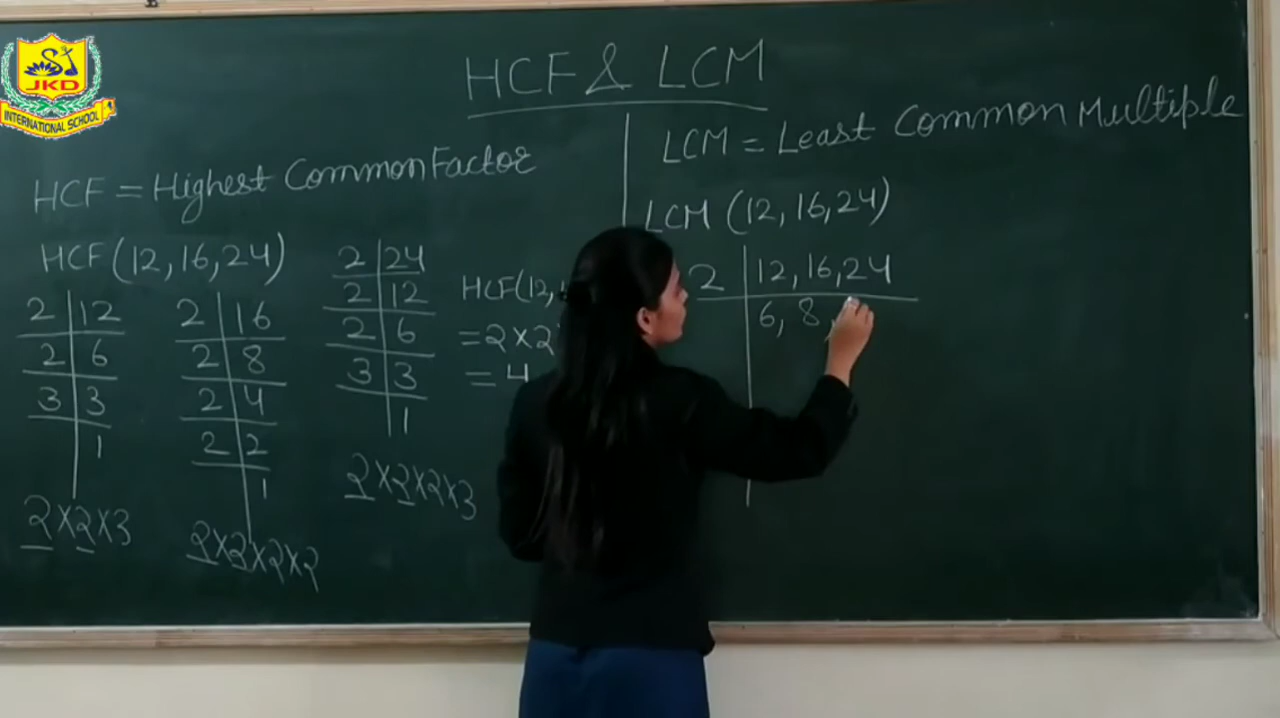 JKD
INTERNATIONAL SCHOOL
HCF & LCM
HCF = Highest Common Factor
HCF (12, 16, 24)
2 | 12
2 | 6
3 | 3
1
2×2×3
2 | 16
2 | 8
2 | 4
2 | 2
1
2×2×2×2
2 | 24
2 | 12
2 | 6
3 | 3
1
2×2×2×3
HCF(12,
=2×2
=4
LCM = Least Common Multiple
LCM (12, 16, 24)
2 | 12, 16, 24
6, 8,